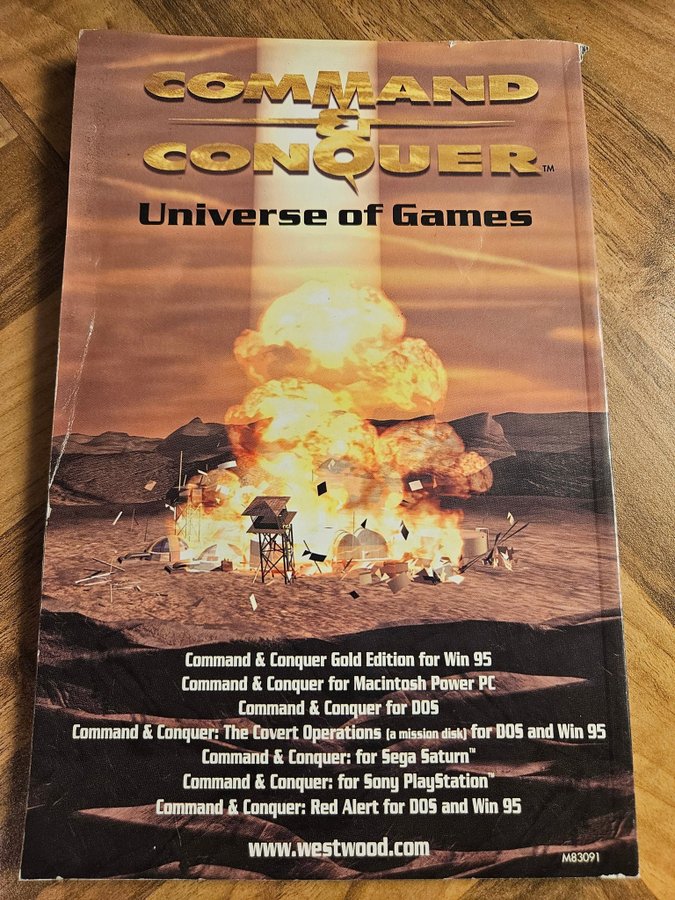 COMMAND
&
CONQUER™
Universe of Games
Command & Conquer Gold Edition for Win 95
Command & Conquer for Macintosh Power PC
Command & Conquer for DOS
Command & Conquer: The Covert Operations (a mission disk) for DOS and Win 95
Command & Conquer: for Sega Saturn™
Command & Conquer: for Sony PlayStation™
Command & Conquer: Red Alert for DOS and Win 95
www.westwood.com
M83091